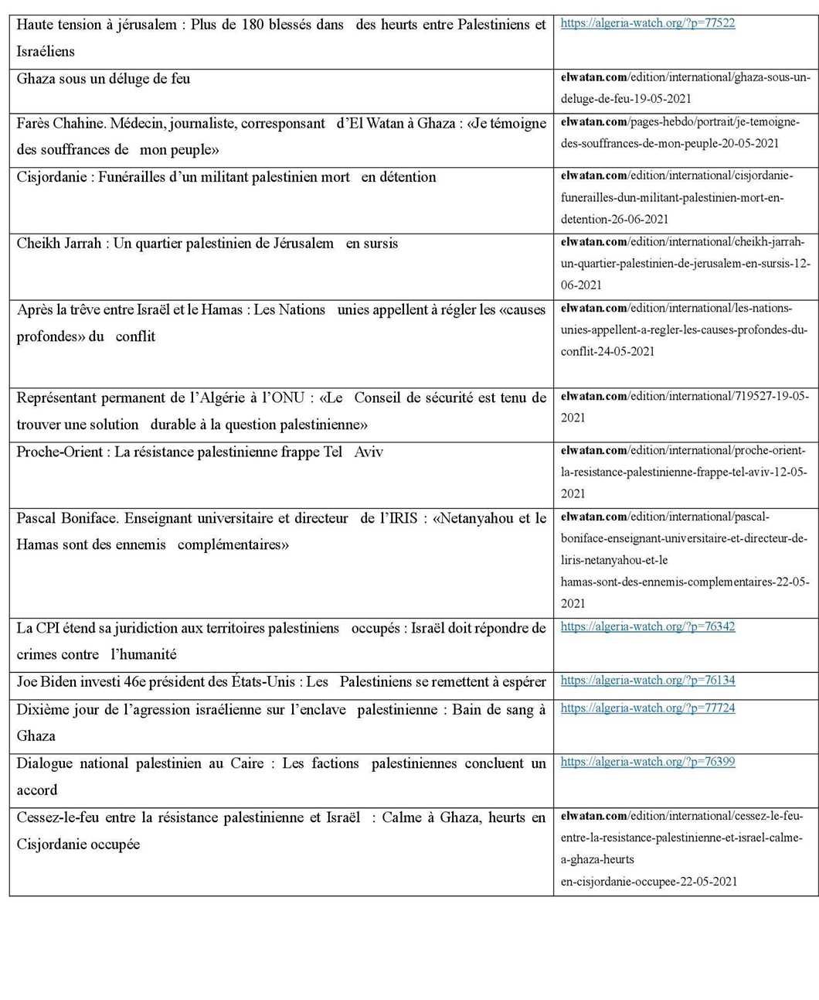 Haute tension à jérusalem : Plus de 180 blessés dans des heurts entre Palestiniens et
Israéliens
https://algeria-watch.org/?p=77522
Ghaza sous un déluge de feu
elwatan.com/edition/international/ghaza-sous-un-
deluge-de-feu-19-05-2021
Farès Chahine. Médecin, journaliste, corresponsant d’El Watan à Ghaza : «Je témoigne
des souffrances de mon peuple»
elwatan.com/pages-hebdo/portrait/je-temoigne-
des-souffrances-de-mon-peuple-20-05-2021
Cisjordanie : Funérailles d’un militant palestinien mort en détention
elwatan.com/edition/international/cisjordanie-
funerailles-dun-militant-palestinien-mort-en-
detention-26-06-2021
Cheikh Jarrah : Un quartier palestinien de Jérusalem en sursis
elwatan.com/edition/international/cheikh-jarrah-
un-quartier-palestinien-de-jerusalem-en-sursis-12-
06-2021
Après la trêve entre Israël et le Hamas : Les Nations unies appellent à régler les «causes
profondes» du conflit
elwatan.com/edition/international/les-nations-
unies-appellent-a-regler-les-causes-profondes-du-
conflit-24-05-2021
Représentant permanent de l’Algérie à l’ONU : «Le Conseil de sécurité est tenu de
trouver une solution durable à la question palestinienne»
elwatan.com/edition/international/719527-19-05-
2021
Proche-Orient : La résistance palestinienne frappe Tel Aviv
elwatan.com/edition/international/proche-orient-
la-resistance-palestinienne-frappe-tel-aviv-12-05-
2021
Pascal Boniface. Enseignant universitaire et directeur de l’IRIS : «Netanyahou et le
Hamas sont des ennemis complémentaires»
elwatan.com/edition/international/pascal-
boniface-enseignant-universitaire-et-directeur-de-
liris-netanyahou-et-le
hamas-sont-des-ennemis-complementaires-22-05-
2021
La CPI étend sa juridiction aux territoires palestiniens occupés : Israël doit répondre de
crimes contre l’humanité
https://algeria-watch.org/?p=76342
Joe Biden investi 46e président des États-Unis : Les Palestiniens se remettent à espérer
https://algeria-watch.org/?p=76134
Dixième jour de l’agression israélienne sur l’enclave palestinienne : Bain de sang à
Ghaza
https://algeria-watch.org/?p=77724
Dialogue national palestinien au Caire : Les factions palestiniennes concluent un
accord
https://algeria-watch.org/?p=76399
Cessez-le-feu entre la résistance palestinienne et Israël : Calme à Ghaza, heurts en
Cisjordanie occupée
elwatan.com/edition/international/cessez-le-feu-
entre-la-resistance-palestinienne-et-israel-calme-
a-ghaza-heurts
en-cisjordanie-occupee-22-05-2021